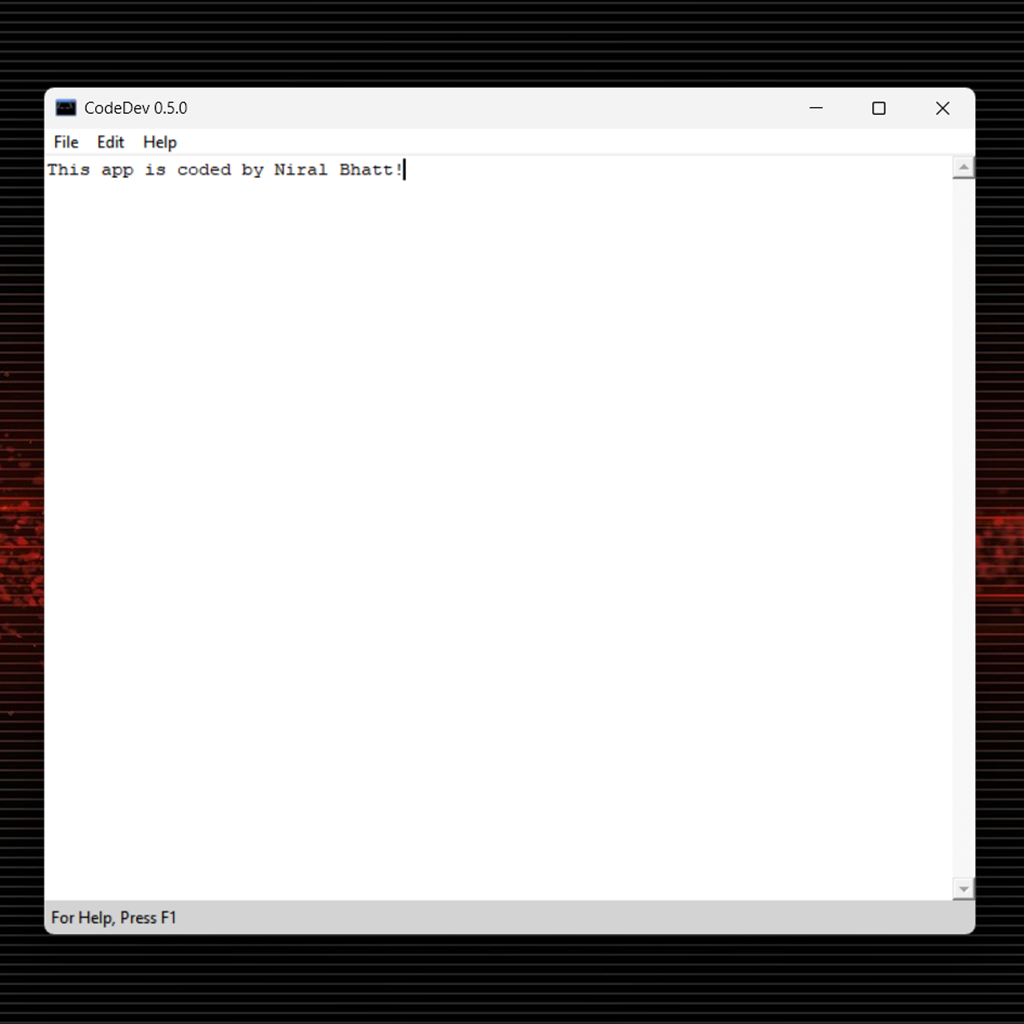 CodeDev 0.5.0
File Edit Help
This app is coded by Niral Bhatt!
For Help, Press F1